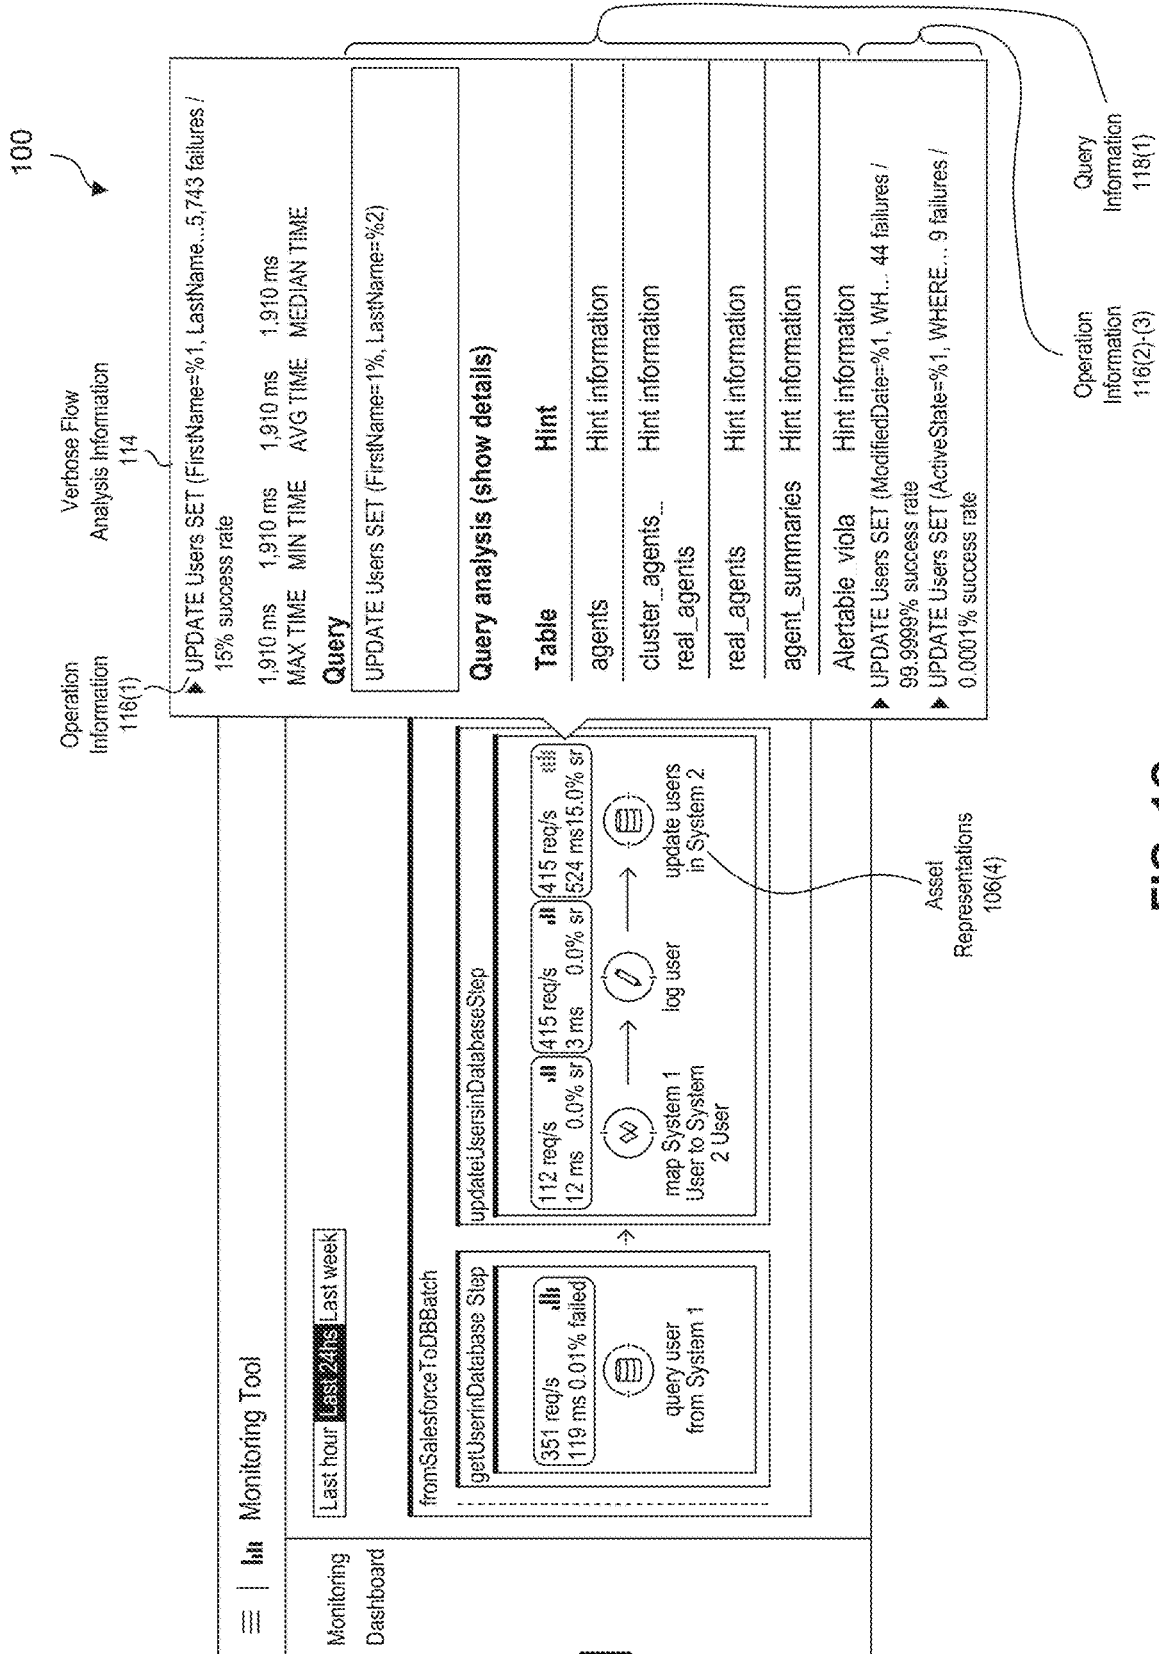 100
Verbose Flow
Analysis Information
114
Operation
Information
116(1)
▼ UPDATE Users SET (FirstName=%1, LastName...5,743 failures /
15% success rate
1,910 ms 1,910 ms 1,910 ms 1,910 ms
MAX TIME MIN TIME AVG TIME MEDIAN TIME
Query
UPDATE Users SET (FirstName=1%, LastName=%2)
Query analysis (show details)
Table Hint
agents Hint information
cluster_agents_
real_agents Hint information
real_agents Hint information
agent_summaries Hint information
Alertable_viola Hint information
▶ UPDATE Users SET (ModifiedDate=%1, WH... 44 failures /
99.9999% success rate
▶ UPDATE Users SET (ActiveState=%1, WHERE... 9 failures /
0.0001% success rate
Operation
Information
116(2)-(3)
Query
Information
118(1)
Monitoring Tool
Monitoring
Dashboard
Last hour Last 24hs Last week
fromSalesforceToDBBatch
getUserinDatabase Step
351 req/s
119 ms 0.01% failed
query user
from System 1
updateUsersinDatabaseStep
112 req/s
12 ms 0.0% sr
map System 1
User to System
2 User
415 req/s
3 ms 0.0% sr
log user
415 req/s
524 ms15.0% sr
update users
in System 2
Asset
Representations
106(4)